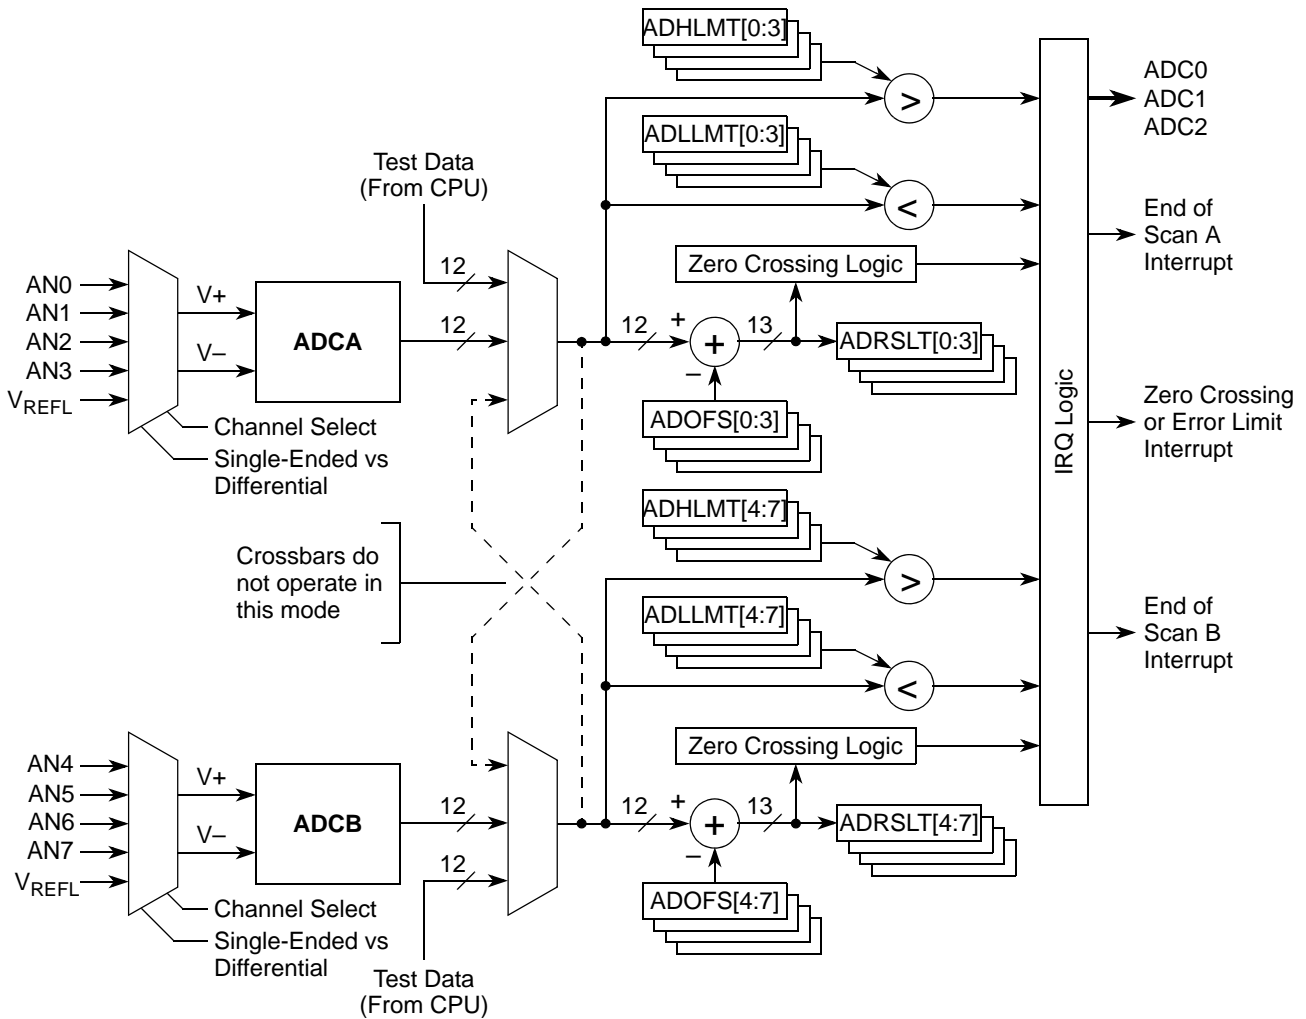 ADHLMT[0:3]
>
ADC0
ADC1
ADC2
ADLLMT[0:3]
<
Test Data
(From CPU)
End of
Scan A
Interrupt
12
Zero Crossing Logic
AN0
AN1
AN2
AN3
VREFL
V+
V–
ADCA
12
12
+
+
–
13
ADRSLT[0:3]
ADOFS[0:3]
Channel Select
Single-Ended vs
Differential
IRQ Logic
Zero Crossing
or Error Limit
Interrupt
ADHLMT[4:7]
>
Crossbars do
not operate in
this mode
ADLLMT[4:7]
<
End of
Scan B
Interrupt
Zero Crossing Logic
AN4
AN5
AN6
AN7
VREFL
V+
V–
ADCB
12
12
12
+
+
–
13
ADRSLT[4:7]
ADOFS[4:7]
Channel Select
Single-Ended vs
Differential
Test Data
(From CPU)